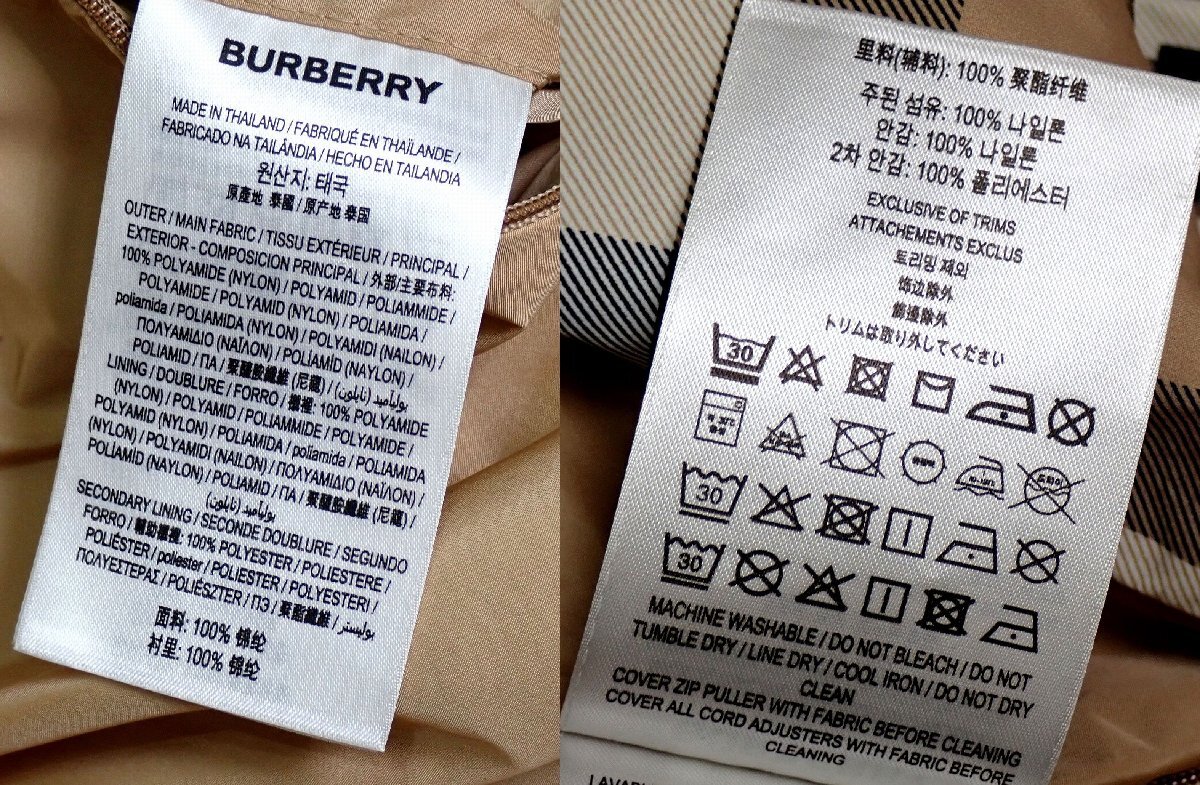 BURBERRY
MADE IN THAILAND / FABRIQUÉ EN THAÏLANDE /
FABRICADO NA TAILÂNDIA / HECHO EN TAILANDIA
원산지: 태국
原產地 泰國 / 原产地 泰国
OUTER / MAIN FABRIC / TISSU EXTÉRIEUR / PRINCIPAL /
EXTERIOR - COMPOSICION PRINCIPAL / 外部/主要布料:
100% POLYAMIDE (NYLON) / POLYAMID / POLIAMMIDE /
POLYAMIDE / POLYAMID (NYLON) / POLIAMIDA /
poliamida / POLIAMIDA (NYLON) / POLYAMIDI (NAILON) /
ΠΟΛΥΑΜΙΔΙΟ (ΝΑΪΛΟΝ) / POLIAMID (NAYLON) /
POLIAMID / ПА / 聚醯胺纖維 (尼龍) / بولياميد (نايلون)
LINING / DOUBLURE / FORRO / 襯裡: 100% POLYAMIDE
(NYLON) / POLYAMID / POLIAMMIDE / POLYAMIDE /
POLYAMID (NYLON) / POLIAMIDA / poliamida / POLIAMIDA
(NYLON) / POLYAMIDI (NAILON) / ΠΟΛΥΑΜΙΔΙΟ (ΝΑΪΛΟΝ) /
POLIAMID (NAYLON) / POLIAMID / ПА / 聚醯胺纖維 (尼龍) /
بولياميد (نايلون)
SECONDARY LINING / SECONDE DOUBLURE / SEGUNDO
FORRO / 輔助襯裡: 100% POLYESTER / POLIESTERE /
POLIÉSTER / poliester / POLIESTER / POLYESTERI /
ΠΟΛΥΕΣΤΕΡΑΣ / POLIÉSZTER / ПЭ / 聚酯纖維 / بوليستر
面料: 100% 锦纶
衬里: 100% 锦纶
里料(辅料): 100% 聚酯纤维
주된 섬유: 100% 나일론
안감: 100% 나일론
2차 안감: 100% 폴리에스터
EXCLUSIVE OF TRIMS
ATTACHEMENTS EXCLUS
트리밍 제외
饰边除外
飾邊除外
トリムは取り外してください
30
30
30
MACHINE WASHABLE / DO NOT BLEACH / DO NOT
TUMBLE DRY / LINE DRY / COOL IRON / DO NOT DRY
CLEAN
COVER ZIP PULLER WITH FABRIC BEFORE CLEANING
COVER ALL CORD ADJUSTERS WITH FABRIC BEFORE
CLEANING